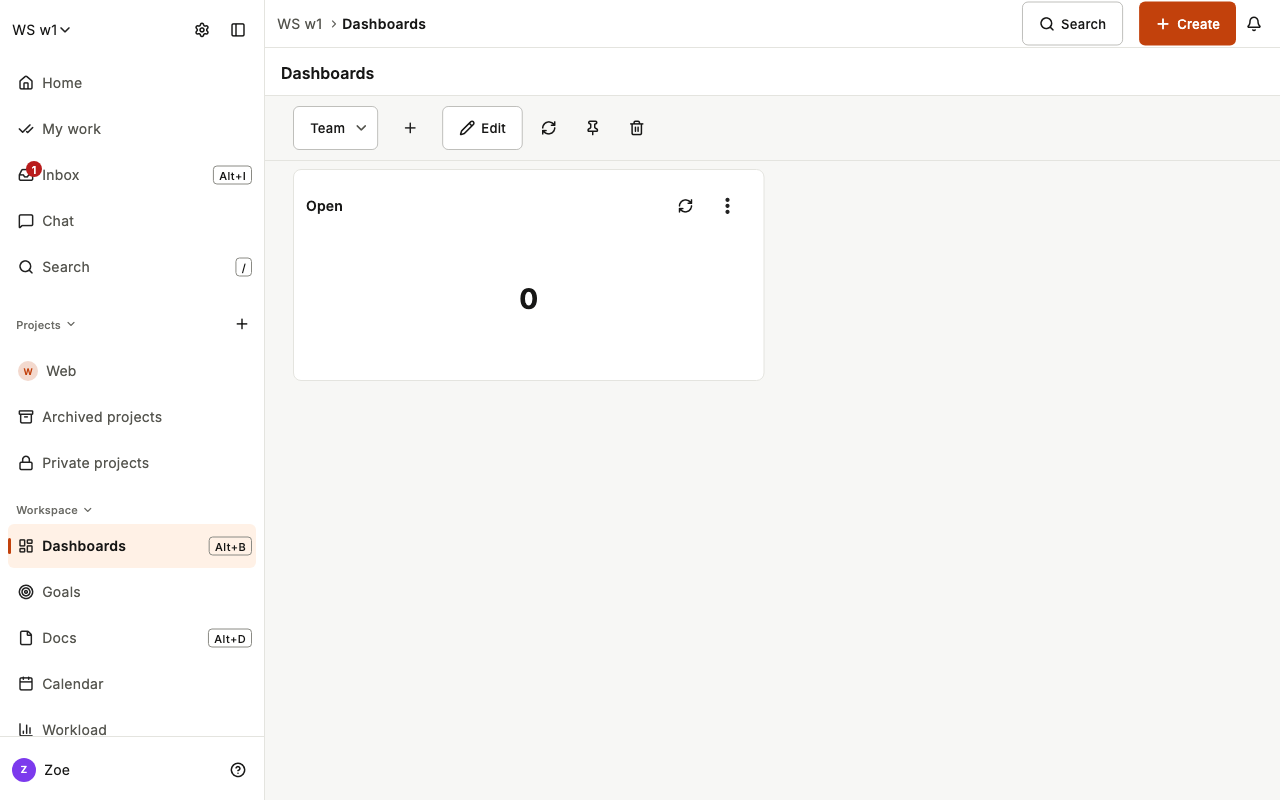 WS w1
Home
My work
1
Inbox
Alt+I
Chat
Search
/
Projects
W
Web
Archived projects
Private projects
Workspace
Dashboards
Alt+B
Goals
Docs
Alt+D
Calendar
Workload
Z
Zoe
WS w1
Dashboards
Search
Create
Dashboards
Team
Edit
Open
0